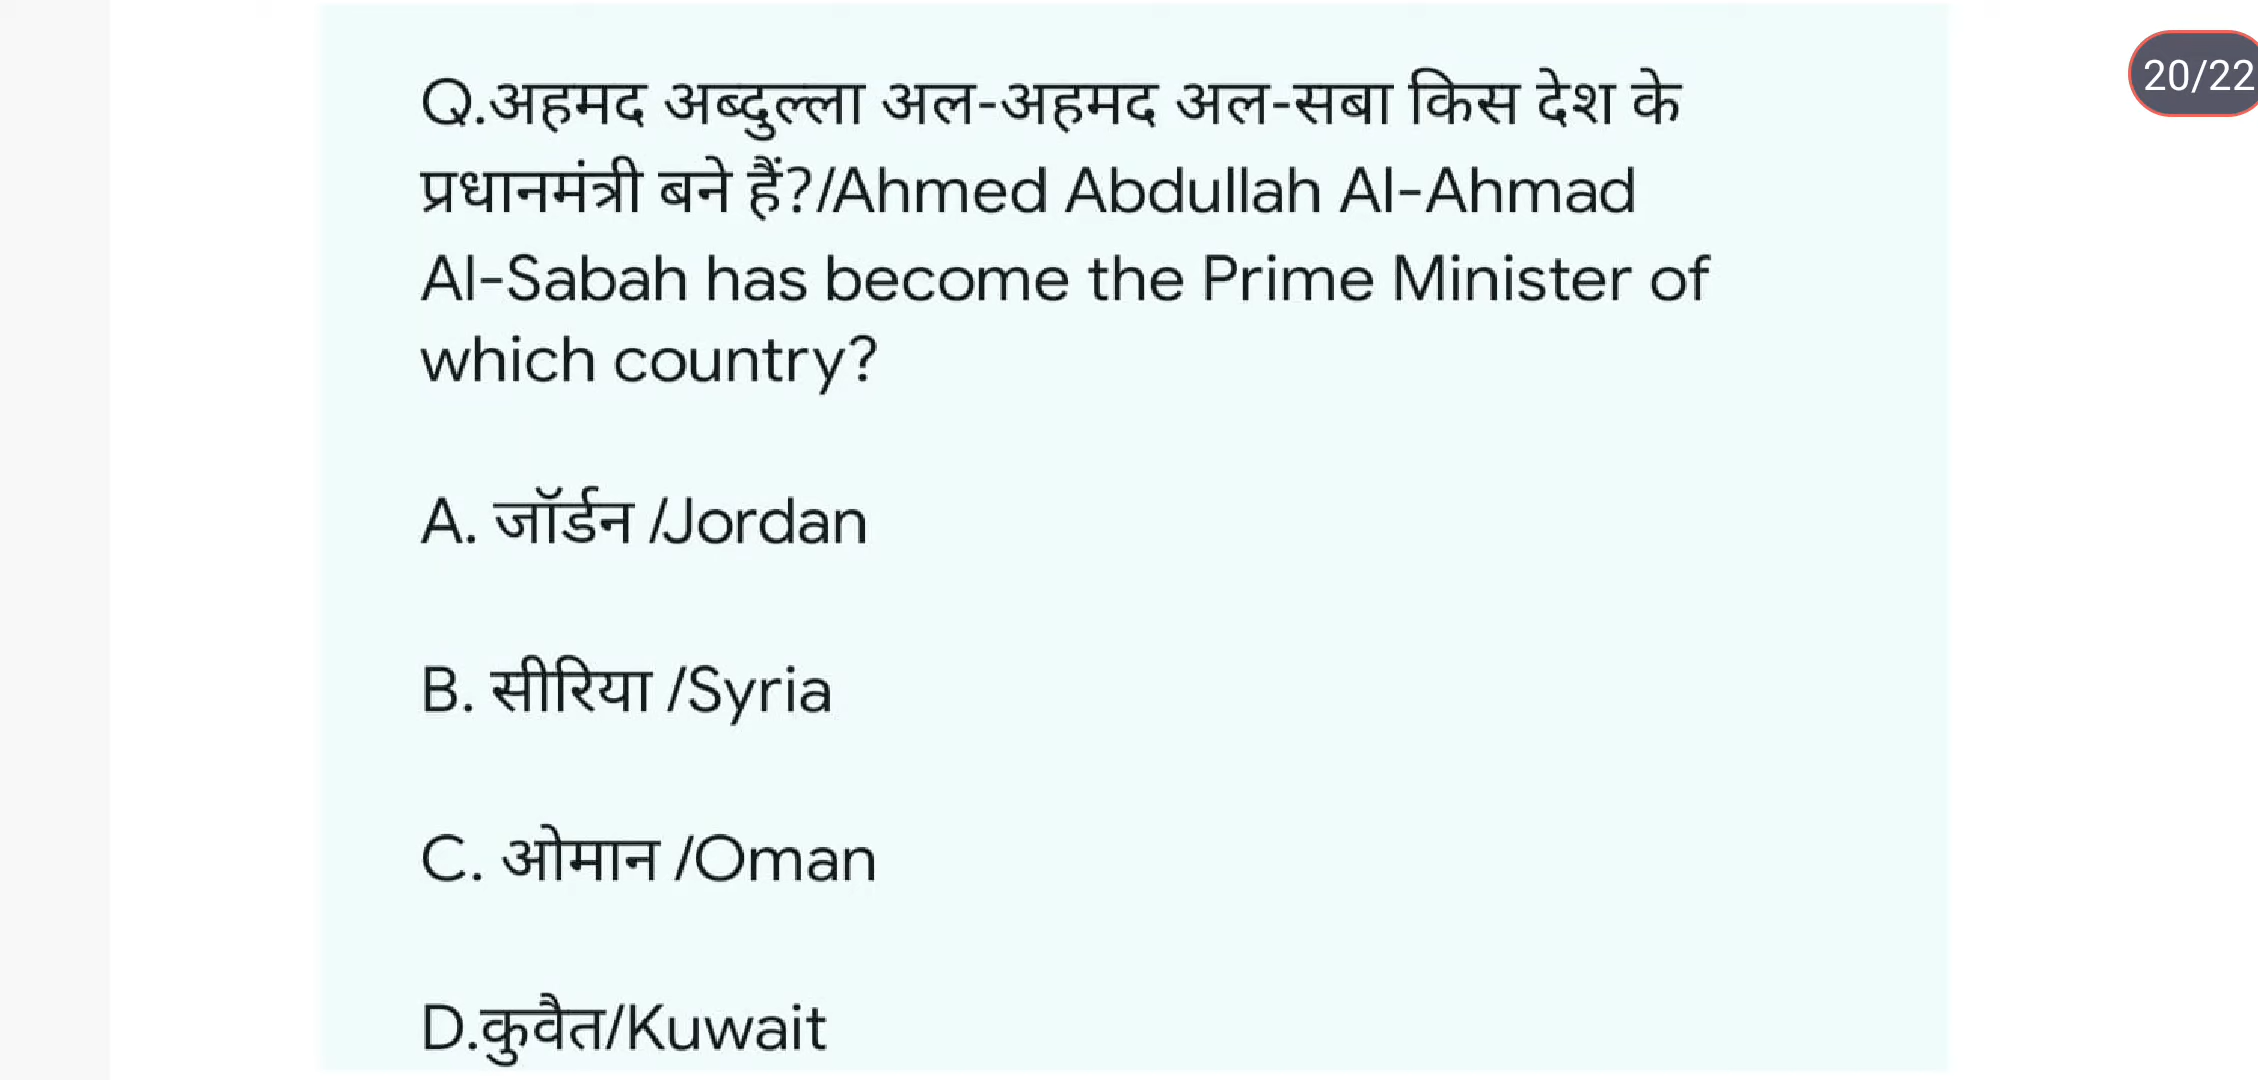 Q.अहमद अब्दुल्ला अल-अहमद अल-सबा किस देश के
प्रधानमंत्री बने हैं?/Ahmed Abdullah Al-Ahmad
Al-Sabah has become the Prime Minister of
which country?
A. जॉर्डन /Jordan
B. सीरिया /Syria
C. ओमान /Oman
D.कुवैत/Kuwait
20/22